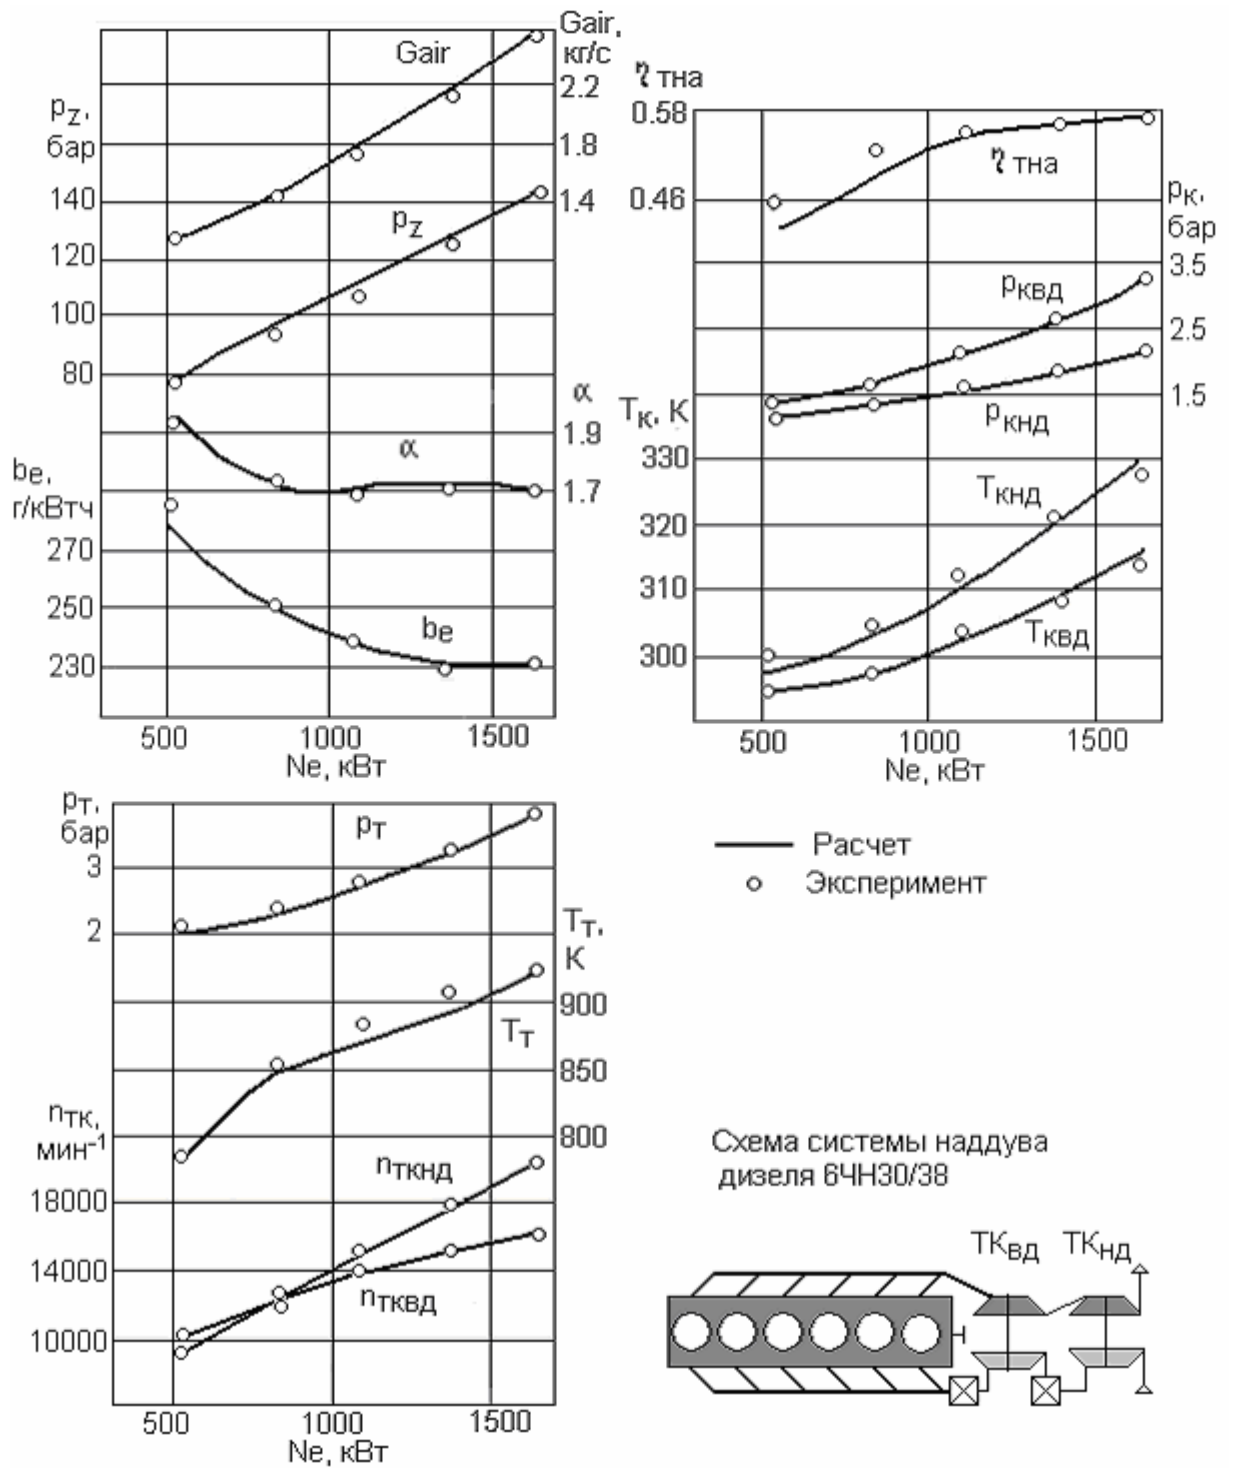 Gair,
кг/с
Gair
2.2
pz,
бар
1.8
140
1.4
pz
120
100
80
α
1.9
α
be,
г/кВтч
1.7
270
250
be
230
500
1000
1500
Ne, кВт
η тна
0.58
η тна
0.46
pк,
бар
3.5
pквд
2.5
1.5
Tк, К
pкнд
330
Tкнд
320
310
Tквд
300
500
1000
1500
Ne, кВт
pт,
бар
pт
3
2
Tт,
К
900
Tт
850
nтк,
мин-1
800
nткнд
18000
14000
nтквд
10000
500
1000
1500
Ne, кВт
Расчет
Эксперимент
Схема системы наддува
дизеля 6ЧН30/38
ТКвд
ТКнд